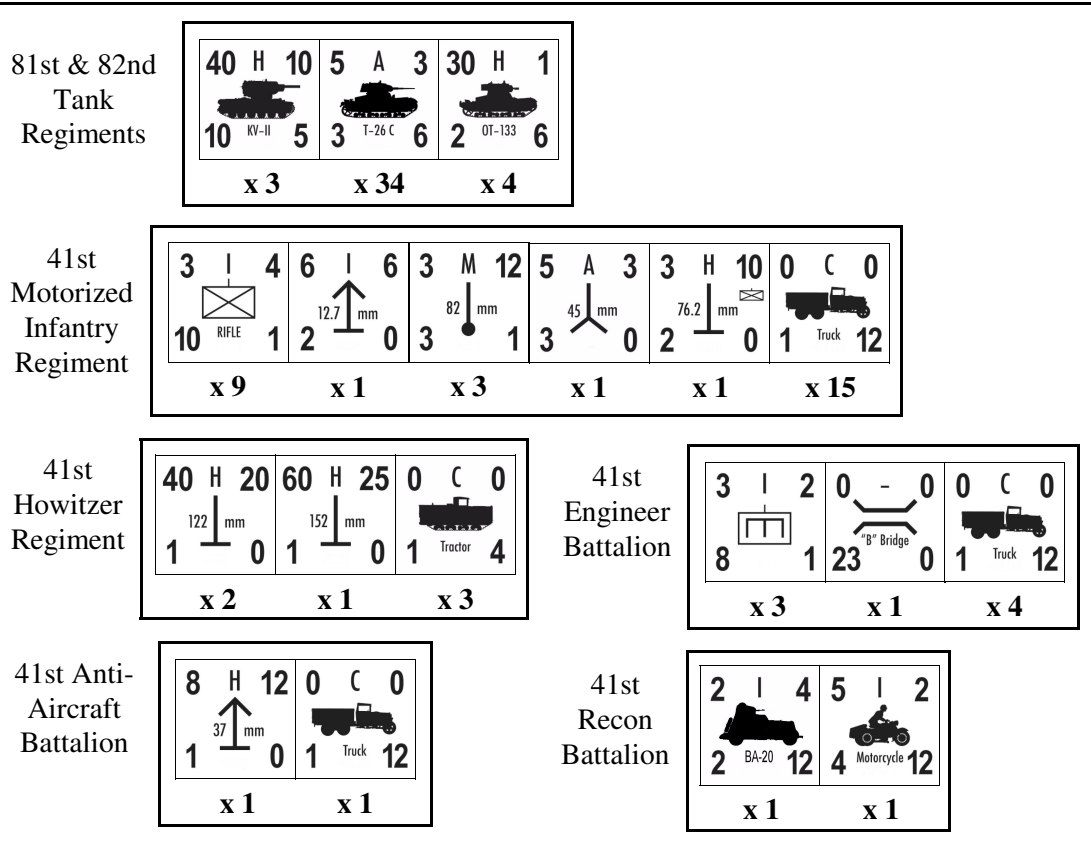 81st & 82nd
Tank
Regiments
40 H 10 5 A 3 30 H 1
KV-II T-26 C OT-133
10 5 3 6 2 6
x 3 x 34 x 4
41st
Motorized
Infantry
Regiment
3 I 4 6 I 6 3 M 12 5 A 3 3 H 10 0 C 0
12.7 mm 82 mm 45 mm 76.2 mm
RIFLE Truck
10 1 2 0 3 1 3 0 2 0 1 12
x 9 x 1 x 3 x 1 x 1 x 15
41st
Howitzer
Regiment
40 H 20 60 H 25 0 C 0
122 mm 152 mm
Tractor
1 0 1 0 1 4
x 2 x 1 x 3
41st
Engineer
Battalion
3 I 2 0 - 0 0 C 0
"B" Bridge Truck
8 1 23 0 1 12
x 3 x 1 x 4
41st Anti-
Aircraft
Battalion
8 H 12 0 C 0
37 mm
Truck
1 0 1 12
x 1 x 1
41st
Recon
Battalion
2 I 4 5 I 2
BA-20 Motorcycle
2 12 4 12
x 1 x 1